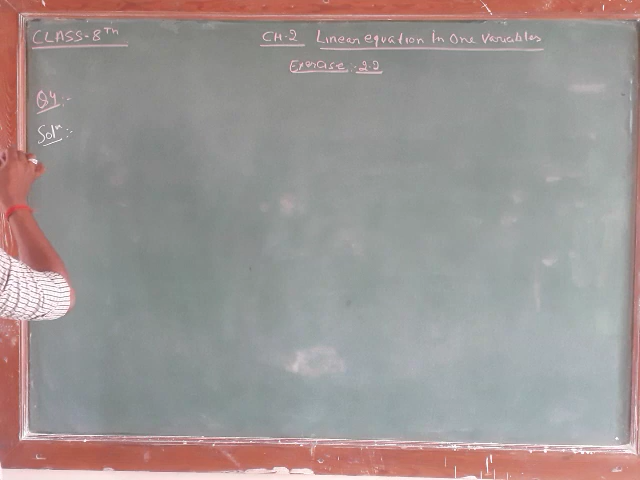 CLASS-8TH CH-2 Linear equation In One Variables
Exercise :- 2.2
Q4:-
Solⁿ:-